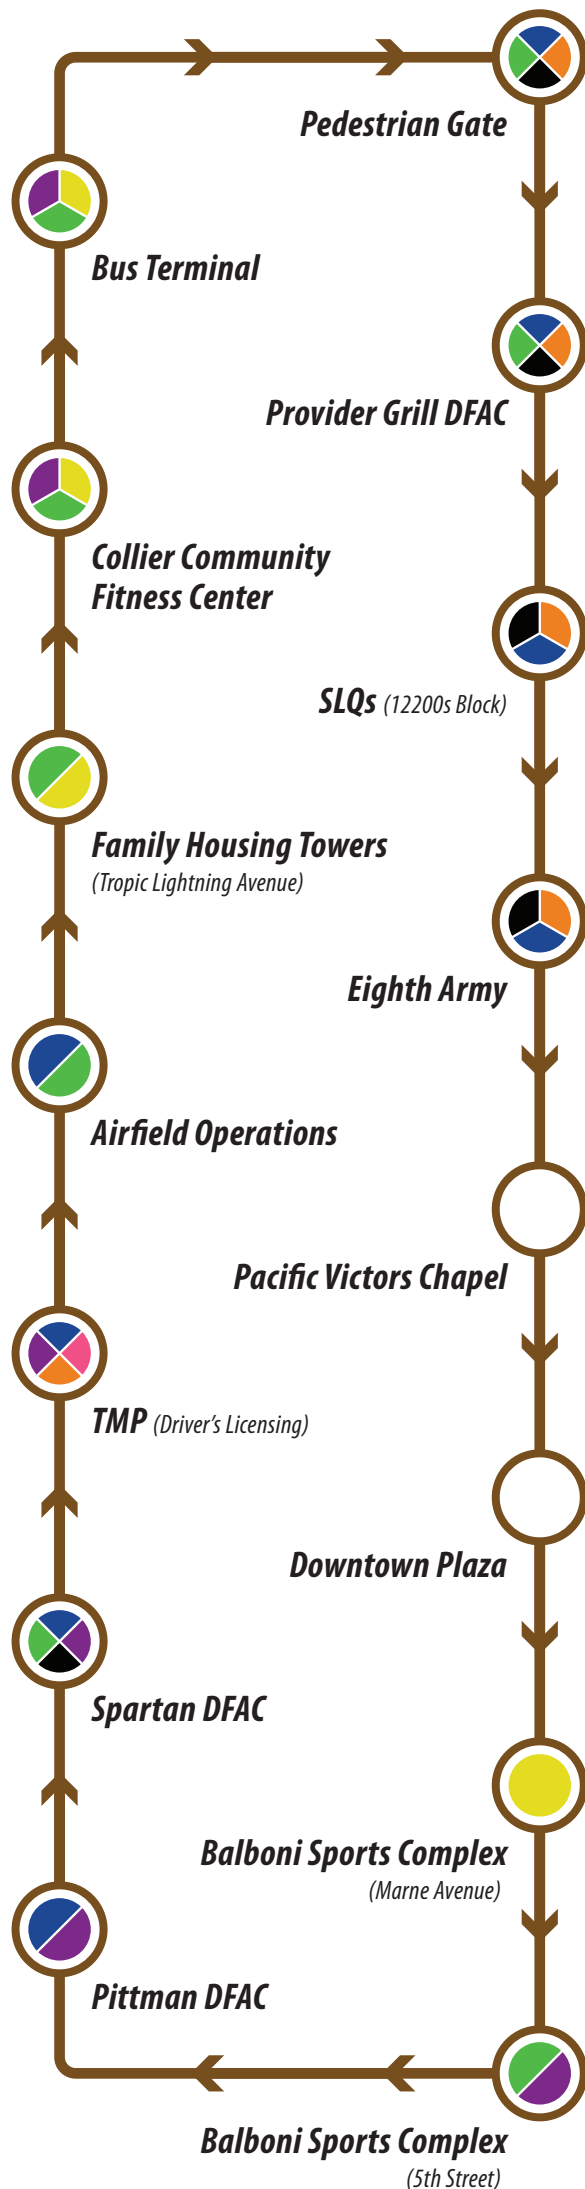 Pedestrian Gate
Bus Terminal
Provider Grill DFAC
Collier Community
Fitness Center
SLQs (12200s Block)
Family Housing Towers
(Tropic Lightning Avenue)
Eighth Army
Airfield Operations
Pacific Victors Chapel
TMP (Driver's Licensing)
Downtown Plaza
Spartan DFAC
Balboni Sports Complex
(Marne Avenue)
Pittman DFAC
Balboni Sports Complex
(5th Street)